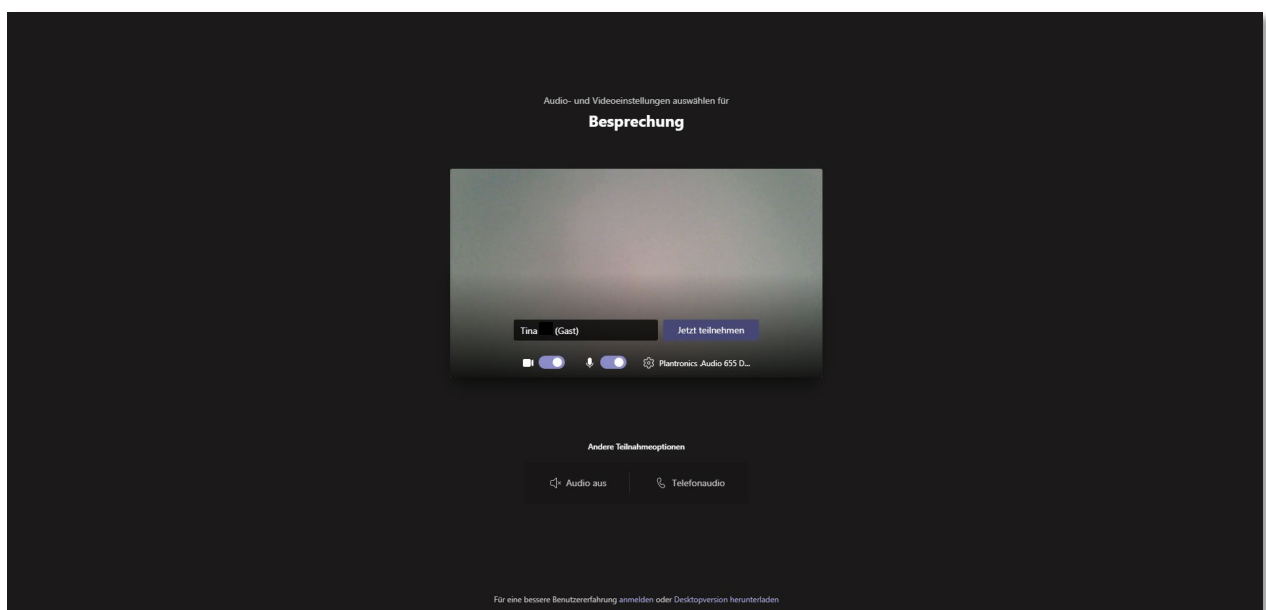 Audio- und Videoeinstellungen auswählen für
Besprechung
Tina (Gast)
Jetzt teilnehmen
Plantronics .Audio 655 D...
Andere Teilnahmeoptionen
Audio aus
Telefonaudio
Für eine bessere Benutzererfahrung anmelden oder Desktopversion herunterladen